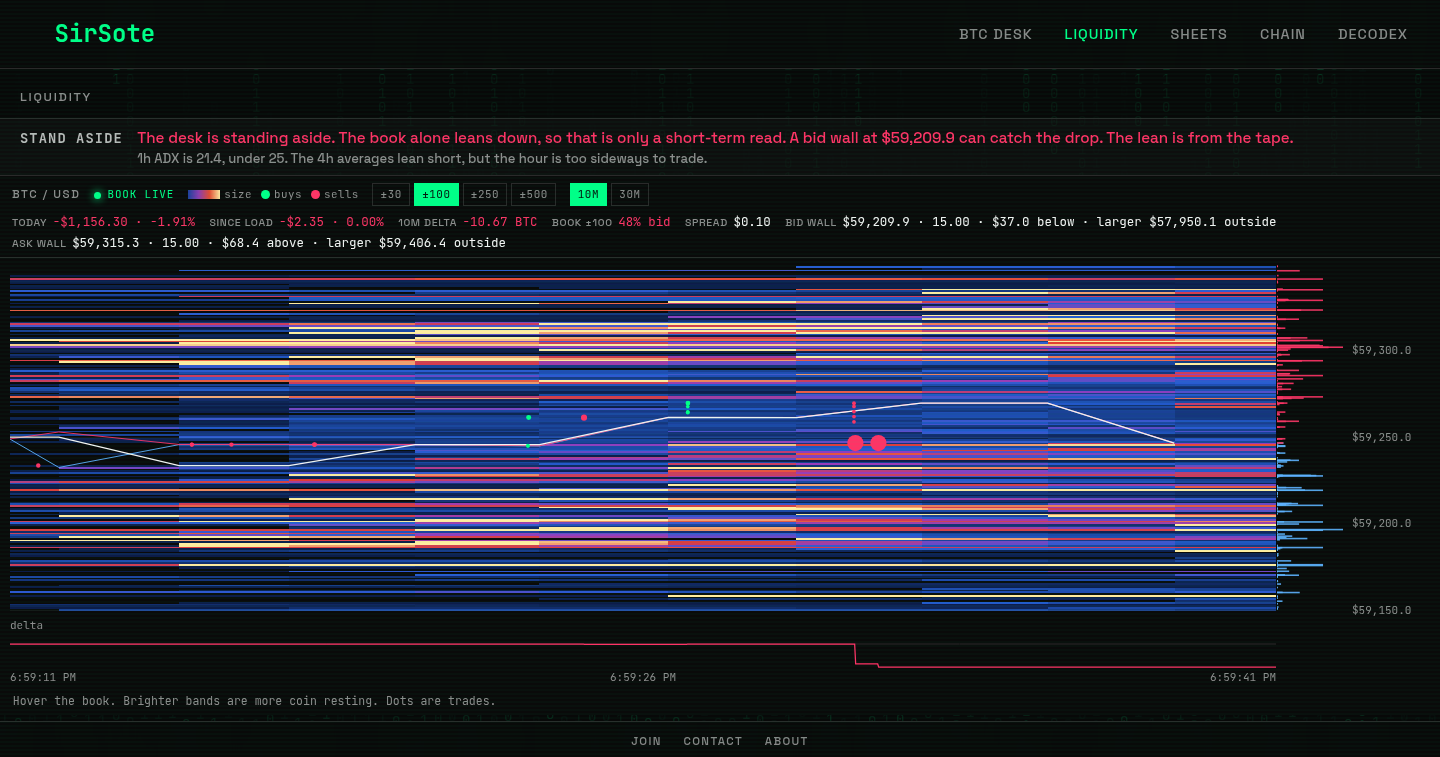 SirSote
BTC DESK LIQUIDITY SHEETS CHAIN DECODEX
LIQUIDITY
STAND ASIDE The desk is standing aside. The book alone leans down, so that is only a short-term read. A bid wall at $59,209.9 can catch the drop. The lean is from the tape.
1h ADX is 21.4, under 25. The 4h averages lean short, but the hour is too sideways to trade.
BTC / USD BOOK LIVE size buys sells ±30 ±100 ±250 ±500 10M 30M
TODAY -$1,156.30 · -1.91% SINCE LOAD -$2.35 · 0.00% 10M DELTA -10.67 BTC BOOK ±100 48% bid SPREAD $0.10 BID WALL $59,209.9 · 15.00 · $37.0 below · larger $57,950.1 outside
ASK WALL $59,315.3 · 15.00 · $68.4 above · larger $59,406.4 outside
$59,300.0
$59,250.0
$59,200.0
$59,150.0
delta
6:59:11 PM 6:59:26 PM 6:59:41 PM
Hover the book. Brighter bands are more coin resting. Dots are trades.
JOIN CONTACT ABOUT